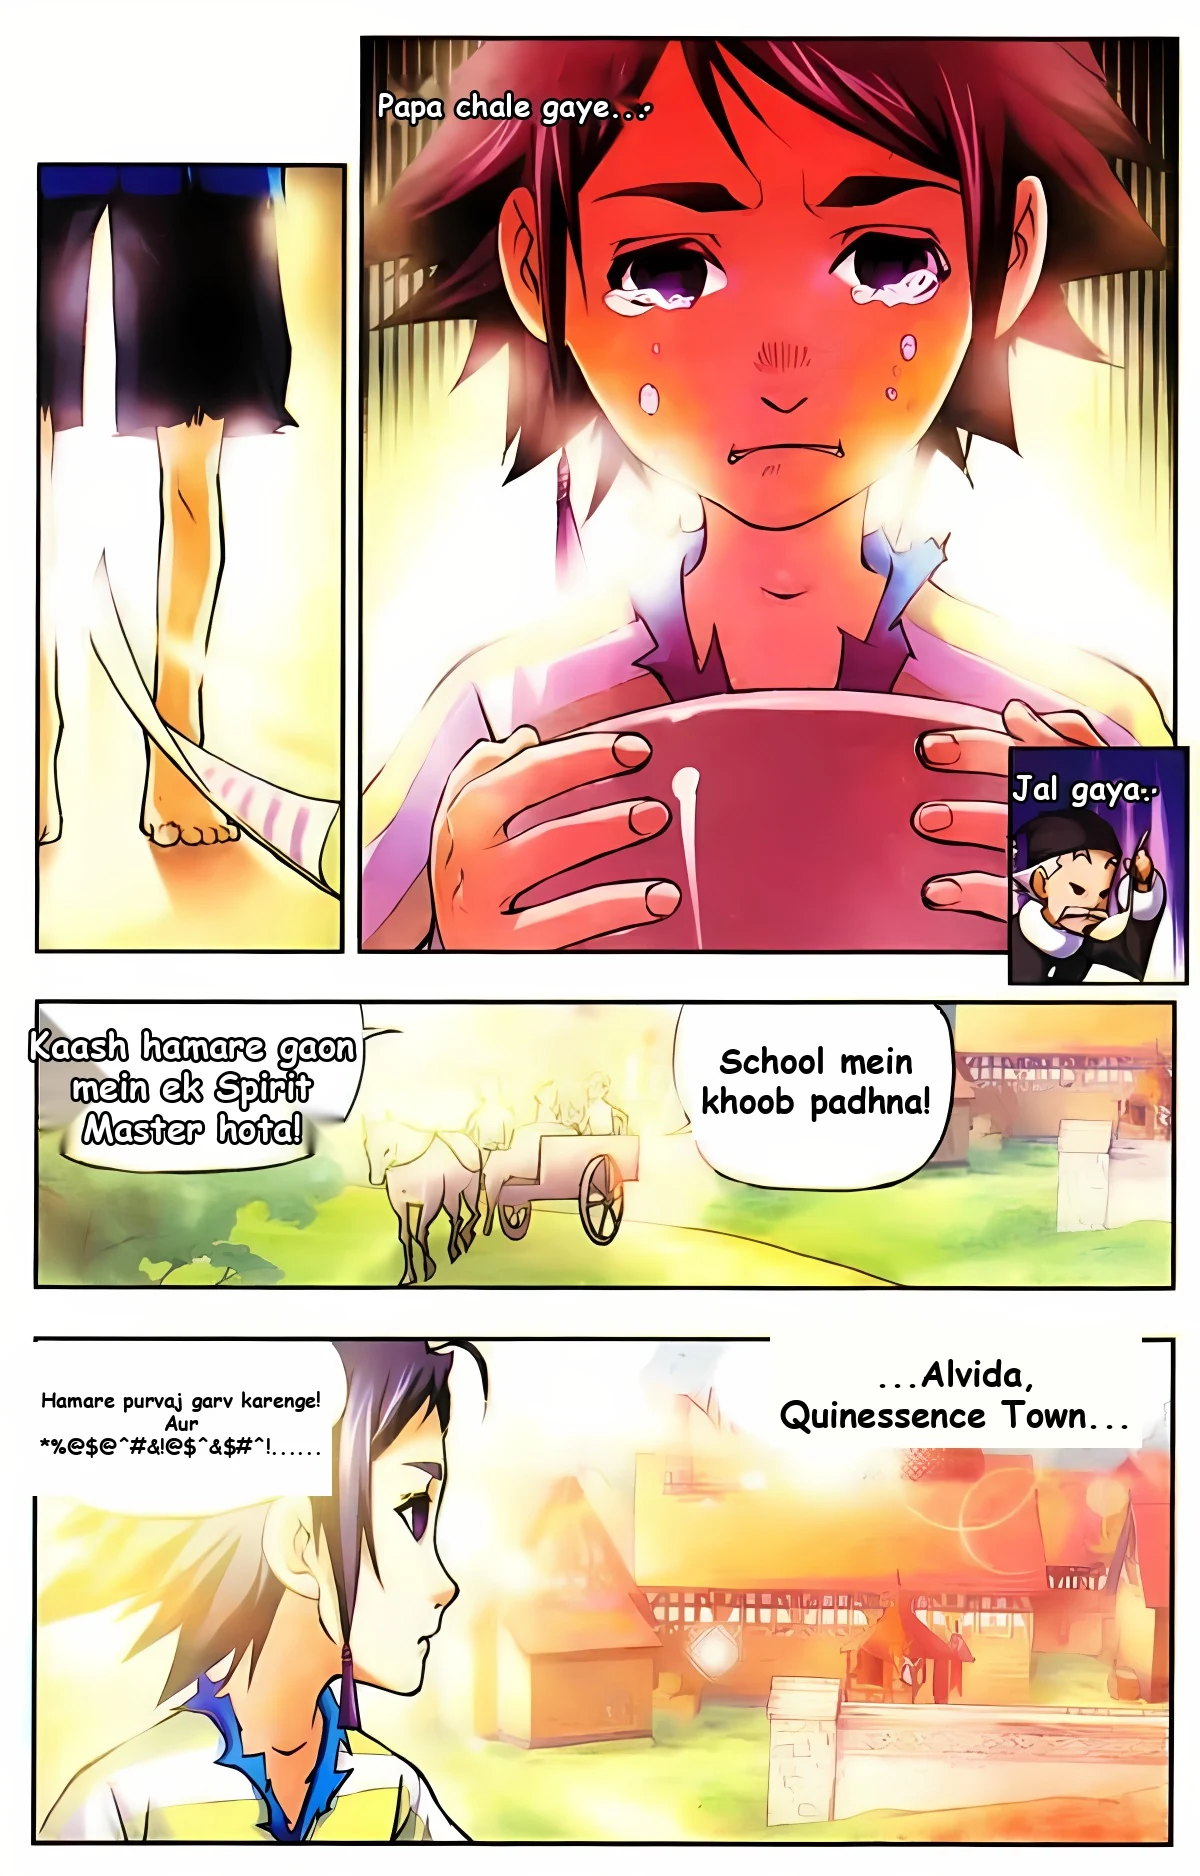 Papa chale gaye...
Jal gaya..
Kaash hamare gaon
mein ek Spirit
Master hota!
School mein
khoob padhna!
Hamare purvaj garv karenge!
Aur
*%@$@^#&!@$^&$#^!......
...Alvida,
Quinessence Town...